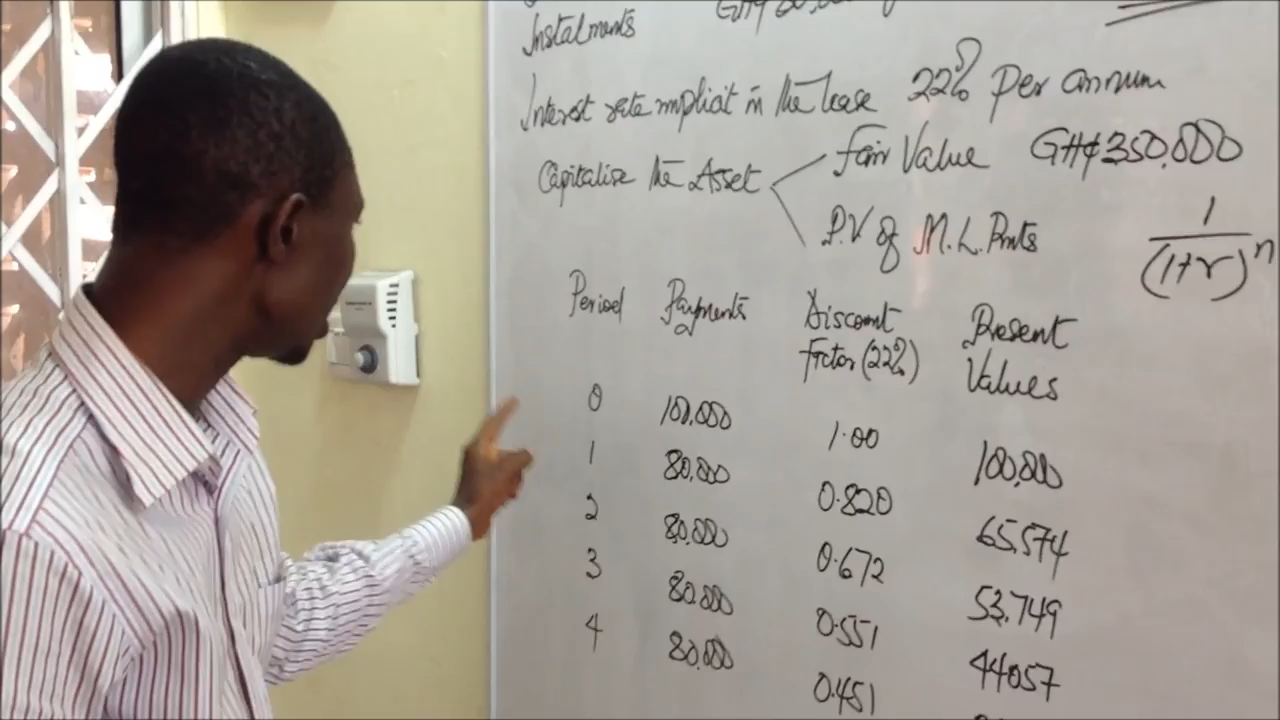 Instalments
Interest rate implicit in the lease 22% per annum
Capitalise the Asset
Fair Value GH¢350,000
P.V of M.L.Pmts
1
(1+r)^n
Period Payments Discount Factor (22%) Present Values
0 100,000 1.00 100,000
1 80,000 0.820 65,574
2 80,000 0.672 53,749
3 80,000 0.551 44057
4 80,000 0.451